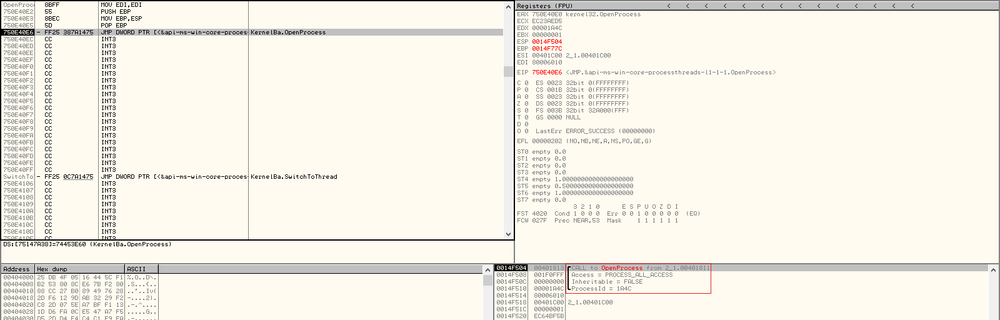 OpenProc 8BFF MOV EDI,EDI
750E40E2 55 PUSH EBP
750E40E3 8BEC MOV EBP,ESP
750E40E5 5D POP EBP
750E40E6 - FF25 387A1475 JMP DWORD PTR [<&api-ms-win-core-proces KernelBa.OpenProcess
750E40EC CC INT3
750E40ED CC INT3
750E40EE CC INT3
750E40EF CC INT3
750E40F0 CC INT3
750E40F1 CC INT3
750E40F2 CC INT3
750E40F3 CC INT3
750E40F4 CC INT3
750E40F5 CC INT3
750E40F6 CC INT3
750E40F7 CC INT3
750E40F8 CC INT3
750E40F9 CC INT3
750E40FA CC INT3
750E40FB CC INT3
750E40FC CC INT3
750E40FD CC INT3
750E40FE CC INT3
750E40FF CC INT3
SwitchTo - FF25 0C7A1475 JMP DWORD PTR [<&api-ms-win-core-proces KernelBa.SwitchToThread
750E4106 CC INT3
750E4107 CC INT3
750E4108 CC INT3
750E4109 CC INT3
750E410A CC INT3
750E410B CC INT3
750E410C CC INT3
750E410D CC INT3
750E410E CC INT3
DS:[75147A38]=74453E60 (KernelBa.OpenProcess)
Registers (FPU) < < < < < < < < < < < < < <
EAX 750E40E0 kernel32.OpenProcess
ECX EC23AED5
EDX 00001A4C
EBX 00000001
ESP 0014F504
EBP 0014F77C
ESI 00401C00 2_1.00401C00
EDI 80006010
EIP 750E40E6 <JMP.&api-ms-win-core-processthreads-l1-1-1.OpenProcess>
C 0 ES 0023 32bit 0(FFFFFFFF)
P 0 CS 001B 32bit 0(FFFFFFFF)
A 0 SS 0023 32bit 0(FFFFFFFF)
Z 0 DS 0023 32bit 0(FFFFFFFF)
S 0 FS 003B 32bit 32A000(FFF)
T 0 GS 0000 NULL
D 0
O 0 LastErr ERROR_SUCCESS (00000000)
EFL 00000202 (NO,NB,NE,A,NS,PO,GE,G)
ST0 empty 0.0
ST1 empty 0.0
ST2 empty 0.0
ST3 empty 0.0
ST4 empty 1.0000000000000000000
ST5 empty 0.5000000000000000000
ST6 empty 1.0000000000000000000
ST7 empty 0.0
3 2 1 0 E S P U O Z D I
FST 4020 Cond 1 0 0 0 Err 0 0 1 0 0 0 0 0 (EQ)
FCW 027F Prec NEAR,53 Mask 1 1 1 1 1 1
Address Hex dump ASCII
00404000 25 DB 4F 05 16 44 5C F1 %.O..D\.
00404008 B2 53 80 8C E6 7B F2 80 .S...{..
00404010 88 CC 27 B0 89 49 76 28 ..'..Iv(
00404018 2D F6 12 9D AB 32 29 F2 -....2).
00404020 C8 2D 07 5E A7 BF F1 13 .-.^....
00404028 1D D6 FA 0C E5 47 A7 F5 .....G..
0014F504 00401813 CALL to OpenProcess from 2_1.00401811
0014F508 001F0FFF Access = PROCESS_ALL_ACCESS
0014F50C 00000000 Inheritable = FALSE
0014F510 00001A4C ProcessId = 1A4C
0014F514 80006010
0014F518 00401C00 2_1.00401C00
0014F51C 00000001
0014F520 EC64BF5B